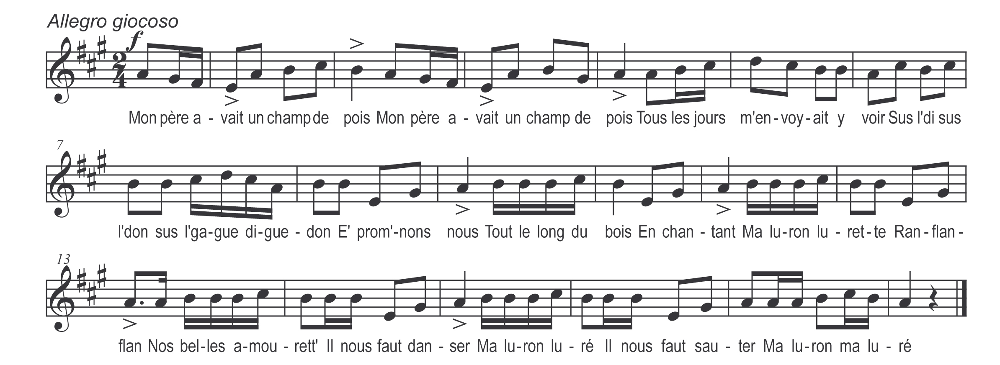 Allegro giocoso
f
2
4
Mon père a - vait un champ de pois Mon père a - vait un champ de pois Tous les jours m'en - voy - ait y voir Sus l'di sus
7
l'don sus l'ga - gue di - gue - don E' prom' - nons nous Tout le long du bois En chan - tant Ma lu - ron lu - ret - te Ran - flan -
13
flan Nos bel - les a - mou - rett' Il nous faut dan - ser Ma lu - ron lu - ré Il nous faut sau - ter Ma lu - ron ma lu - ré